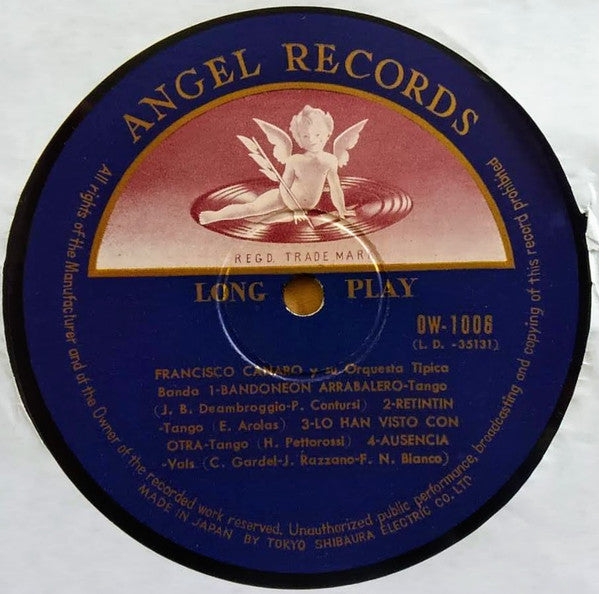 ANGEL RECORDS
REGD. TRADE MARK
LONG PLAY
OW-1006
(L. D. -35131)
FRANCISCO CANARO y su Orquesta Tipica
Banda 1-BANDONEON ARRABALERO-Tango
(J. B. Deambroggio-P. Contursi) 2-RETINTIN
-Tango (E. Arolas) 3-LO HAN VISTO CON
OTRA-Tango (H. Pettorossi) 4-AUSENCIA
-Vals (C. Gardel-J. Razzano-F. N. Bianco)
All rights of the Manufacturer and of the Owner of the recorded work reserved. Unauthorized public performance, broadcasting and copying of this record prohibited
MADE IN JAPAN BY TOKYO SHIBAURA ELECTRIC CO. LTD